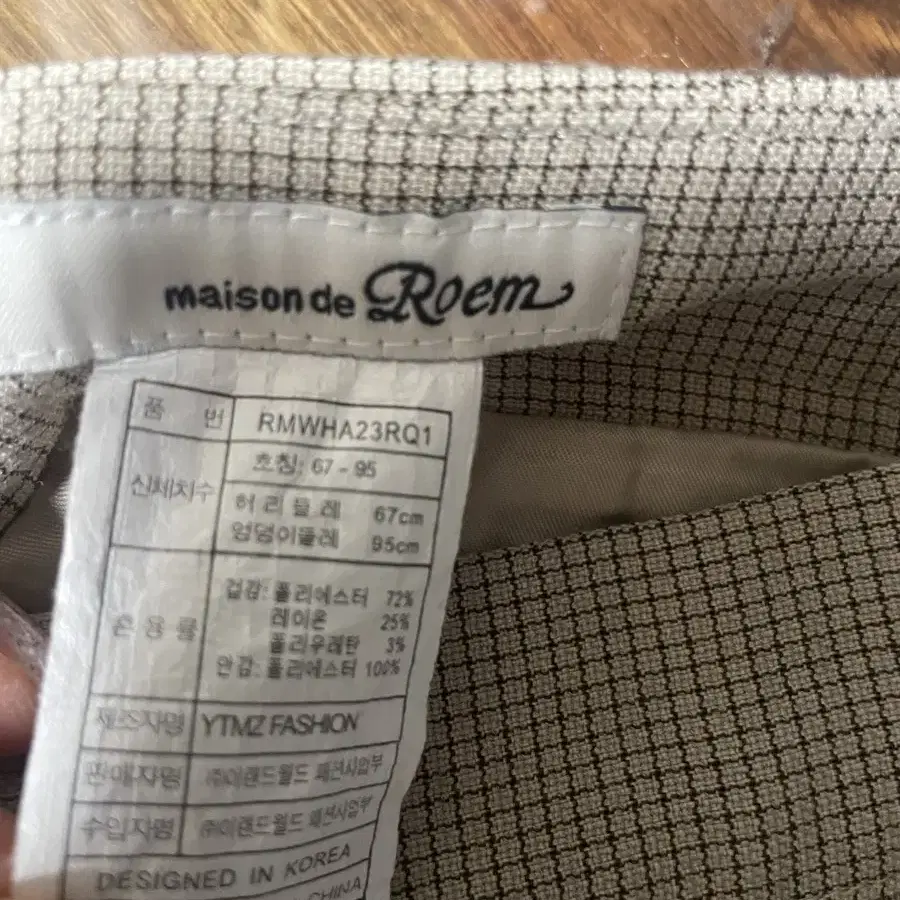 maison de Roem
품 번 RMWHA23RQ1
신체치수 호칭: 67 - 95
허리둘레 67cm
엉덩이둘레 95cm
혼용률 겉감: 폴리에스터 72%
레이온 25%
폴리우레탄 3%
안감: 폴리에스터 100%
제조자명 YTMZ FASHION
판매자명 ㈜이랜드월드 패션사업부
수입자명 ㈜이랜드월드 패션사업부
DESIGNED IN KOREA
CHINA